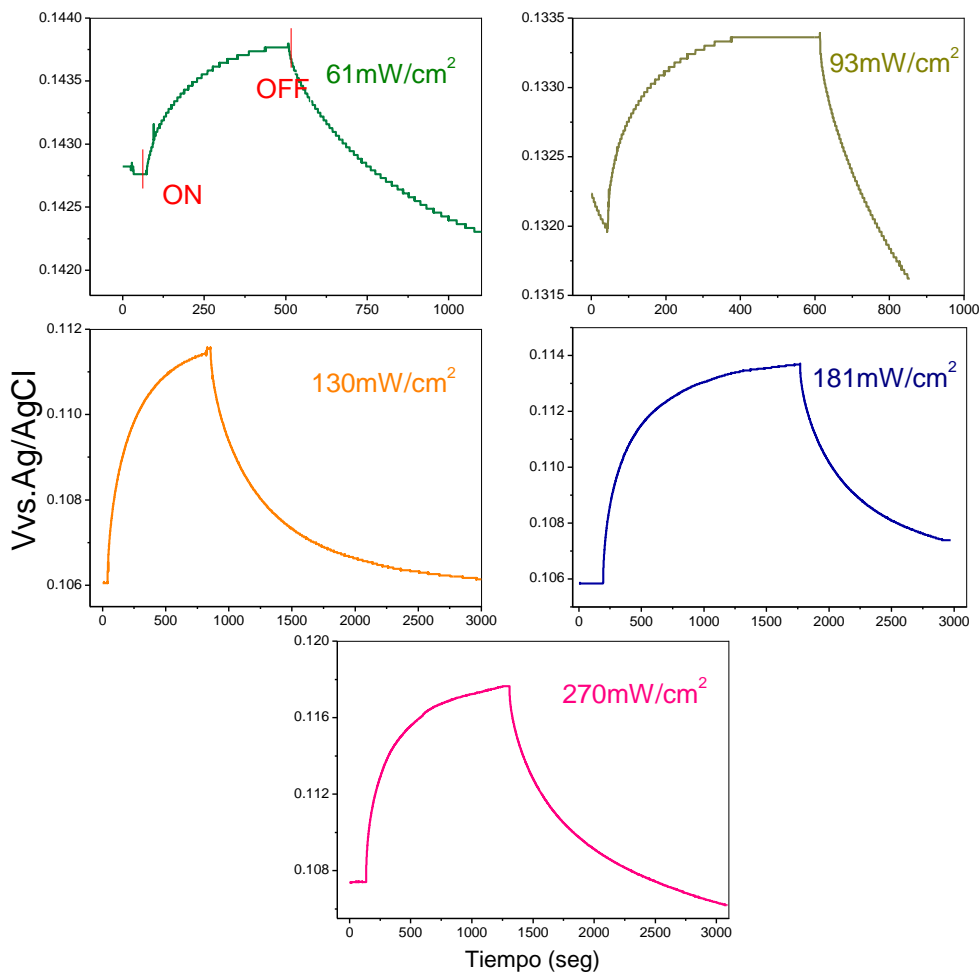 0.1440
0.1435
0.1430
0.1425
0.1420
61mW/cm²
OFF
ON
0 250 500 750 1000
0.1335
0.1330
0.1325
0.1320
0.1315
93mW/cm²
0 200 400 600 800 1000
Vvs.Ag/AgCl
0.112
0.110
0.108
0.106
130mW/cm²
0 500 1000 1500 2000 2500 3000
0.114
0.112
0.110
0.108
0.106
181mW/cm²
0 500 1000 1500 2000 2500 3000
0.120
0.116
0.112
0.108
270mW/cm²
0 500 1000 1500 2000 2500 3000
Tiempo (seg)